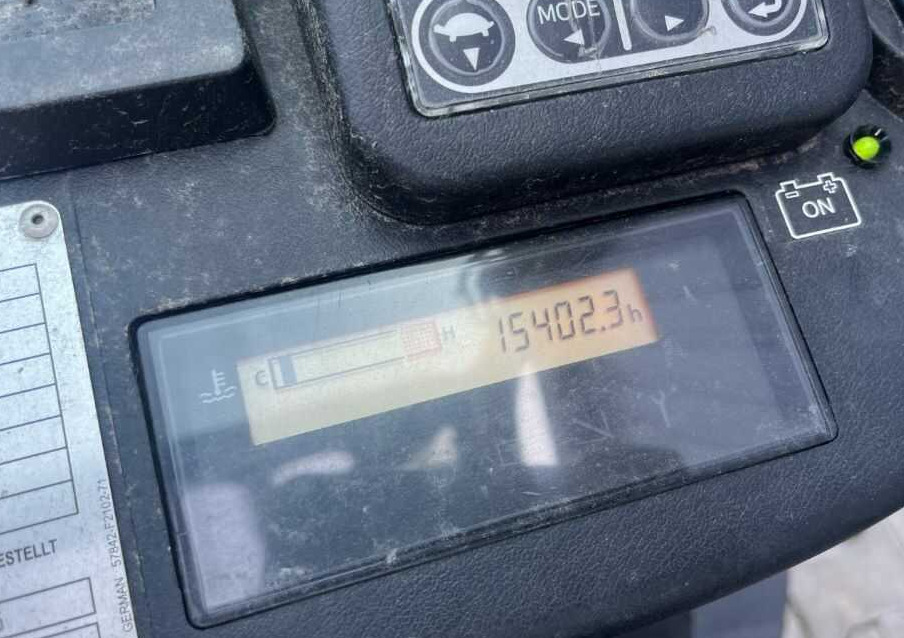 MODE
ON
C
H
15402.3h
ESTELLT
GERMAN 57842-F2102-71